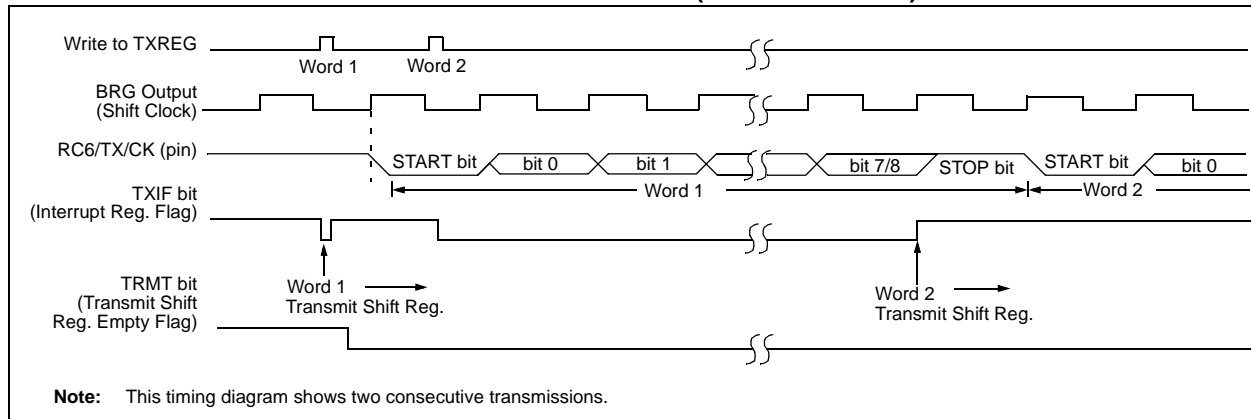 Write to TXREG
Word 1
Word 2
BRG Output
(Shift Clock)
RC6/TX/CK (pin)
START bit
bit 0
bit 1
bit 7/8
STOP bit
START bit
bit 0
Word 1
Word 2
TXIF bit
(Interrupt Reg. Flag)
Word 1
Transmit Shift Reg.
Word 2
Transmit Shift Reg.
TRMT bit
(Transmit Shift
Reg. Empty Flag)
Note: This timing diagram shows two consecutive transmissions.